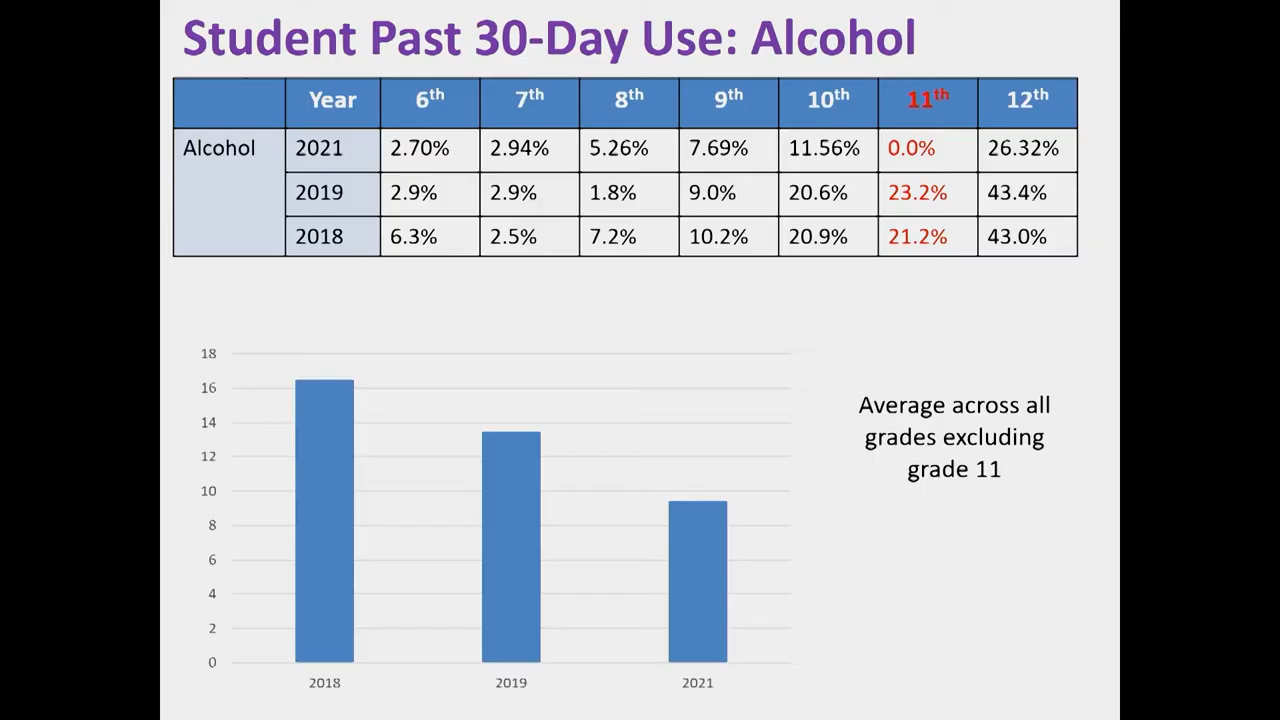 Student Past 30-Day Use: Alcohol
Year 6th 7th 8th 9th 10th 11th 12th
Alcohol 2021 2.70% 2.94% 5.26% 7.69% 11.56% 0.0% 26.32%
2019 2.9% 2.9% 1.8% 9.0% 20.6% 23.2% 43.4%
2018 6.3% 2.5% 7.2% 10.2% 20.9% 21.2% 43.0%
18
16
14
12
10
8
6
4
2
0
2018 2019 2021
Average across all
grades excluding
grade 11